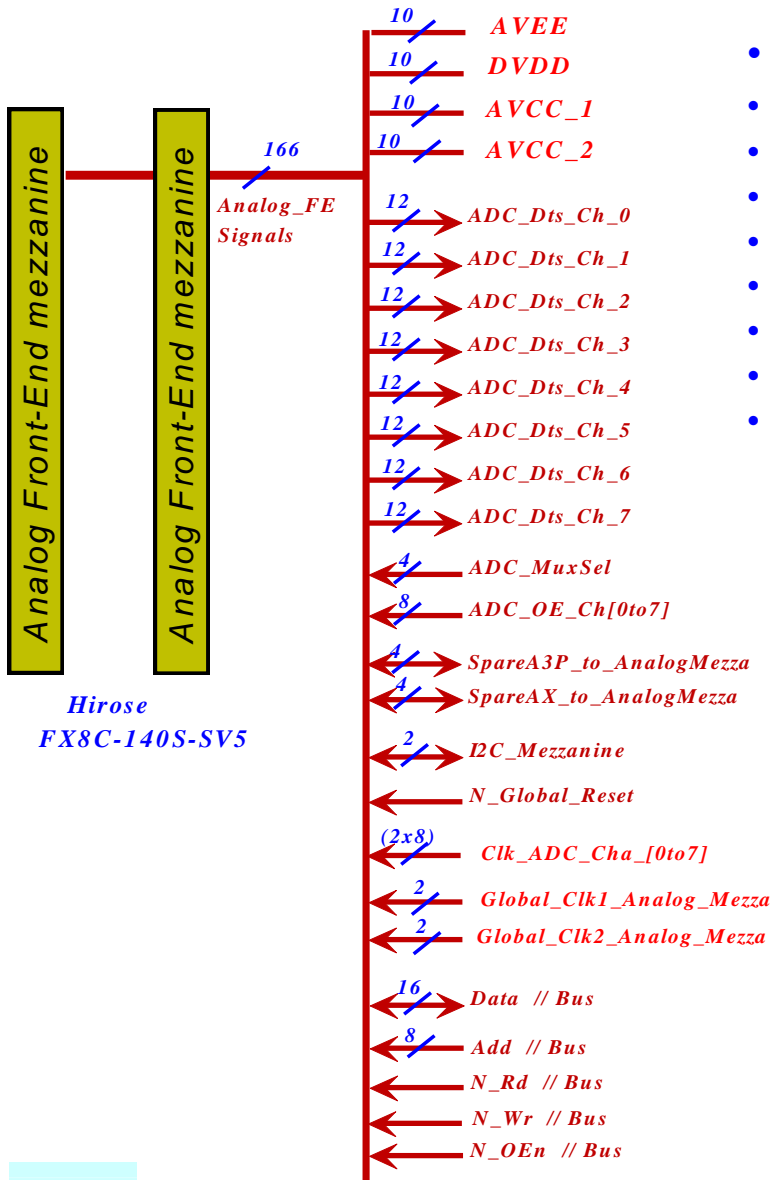 10 AVEE
10 DVDD
10 AVCC_1
10 AVCC_2
Analog Front-End mezzanine
Analog Front-End mezzanine
166
Analog_FE
Signals
12 ADC_Dts_Ch_0
12 ADC_Dts_Ch_1
12 ADC_Dts_Ch_2
12 ADC_Dts_Ch_3
12 ADC_Dts_Ch_4
12 ADC_Dts_Ch_5
12 ADC_Dts_Ch_6
12 ADC_Dts_Ch_7
4 ADC_MuxSel
8 ADC_OE_Ch[0to7]
4 SpareA3P_to_AnalogMezza
4 SpareAX_to_AnalogMezza
Hirose
FX8C-140S-SV5
2 I2C_Mezzanine
N_Global_Reset
(2x8) Clk_ADC_Cha_[0to7]
2 Global_Clk1_Analog_Mezza
2 Global_Clk2_Analog_Mezza
16 Data // Bus
8 Add // Bus
N_Rd // Bus
N_Wr // Bus
N_OEn // Bus